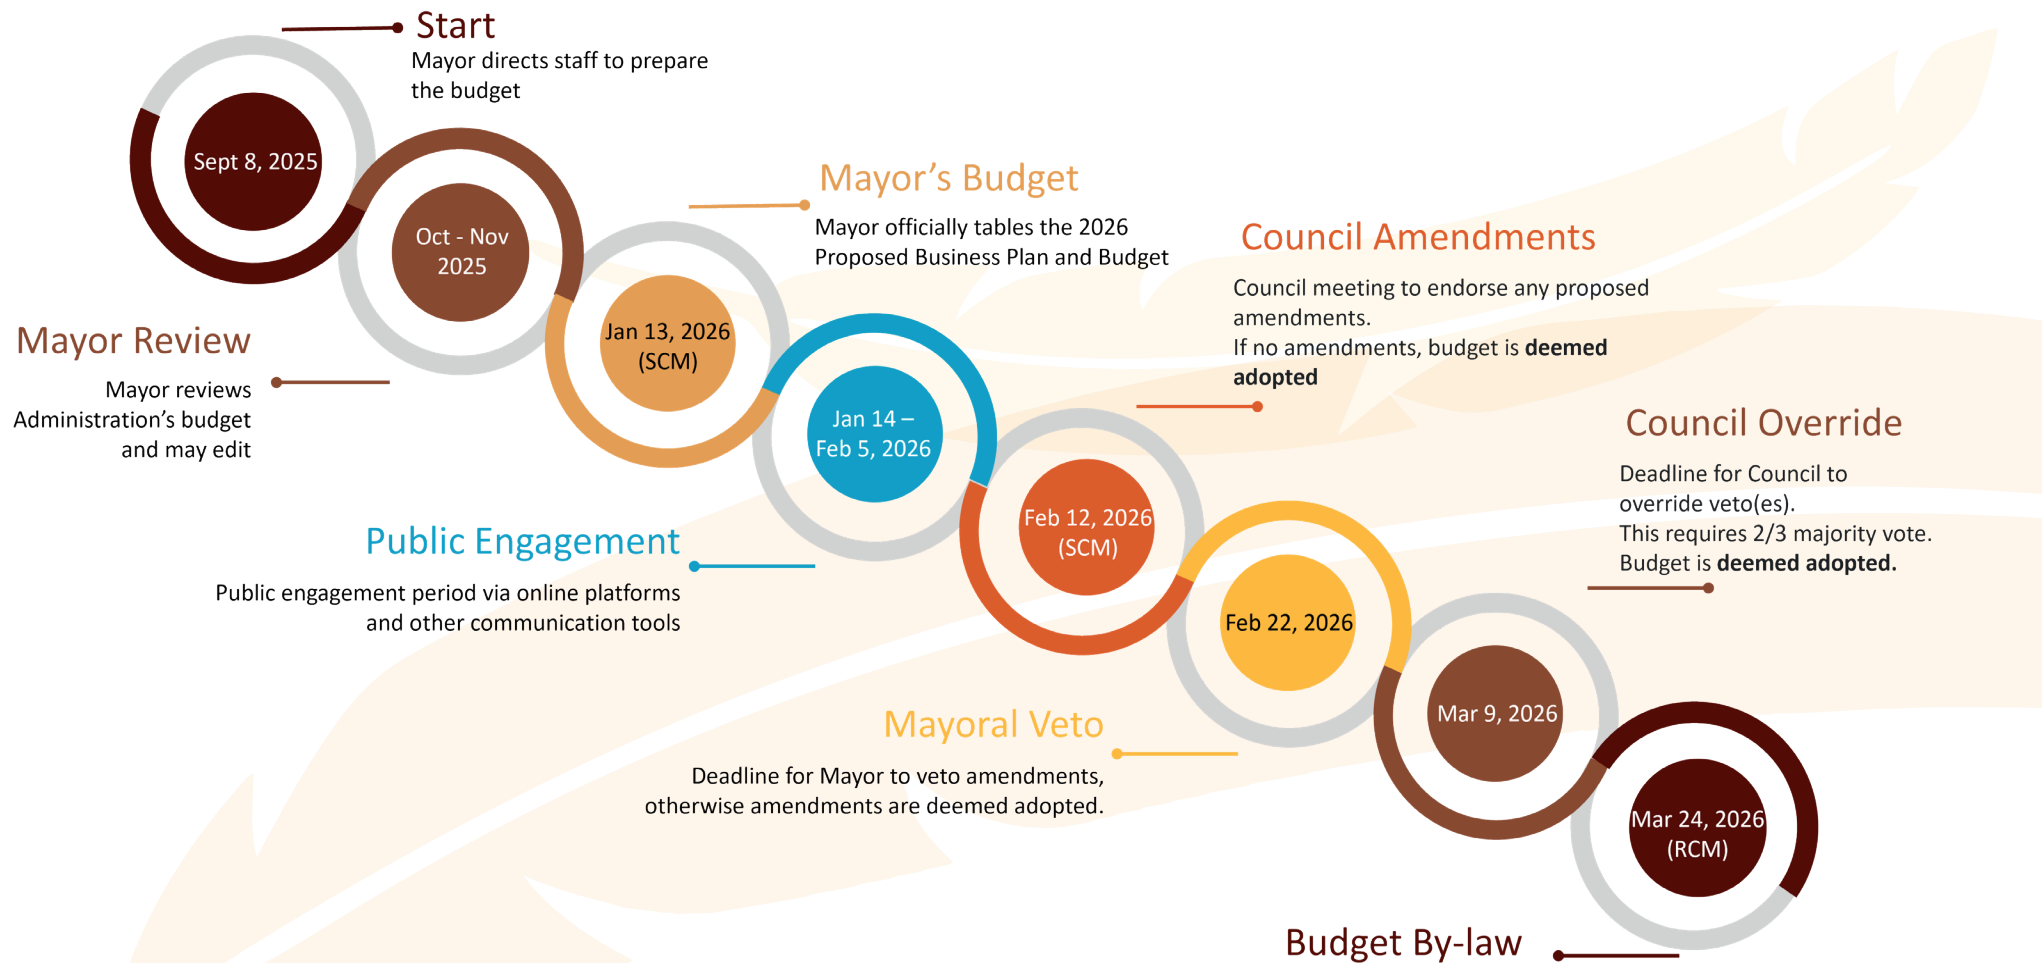 Start
Mayor directs staff to prepare
the budget
Sept 8, 2025
Oct - Nov
2025
Mayor Review
Mayor reviews
Administration’s budget
and may edit
Mayor’s Budget
Mayor officially tables the 2026
Proposed Business Plan and Budget
Jan 13, 2026
(SCM)
Jan 14 –
Feb 5, 2026
Public Engagement
Public engagement period via online platforms
and other communication tools
Council Amendments
Council meeting to endorse any proposed
amendments.
If no amendments, budget is deemed
adopted
Feb 12, 2026
(SCM)
Feb 22, 2026
Mayoral Veto
Deadline for Mayor to veto amendments,
otherwise amendments are deemed adopted.
Council Override
Deadline for Council to
override veto(es).
This requires 2/3 majority vote.
Budget is deemed adopted.
Mar 9, 2026
Mar 24, 2026
(RCM)
Budget By-law